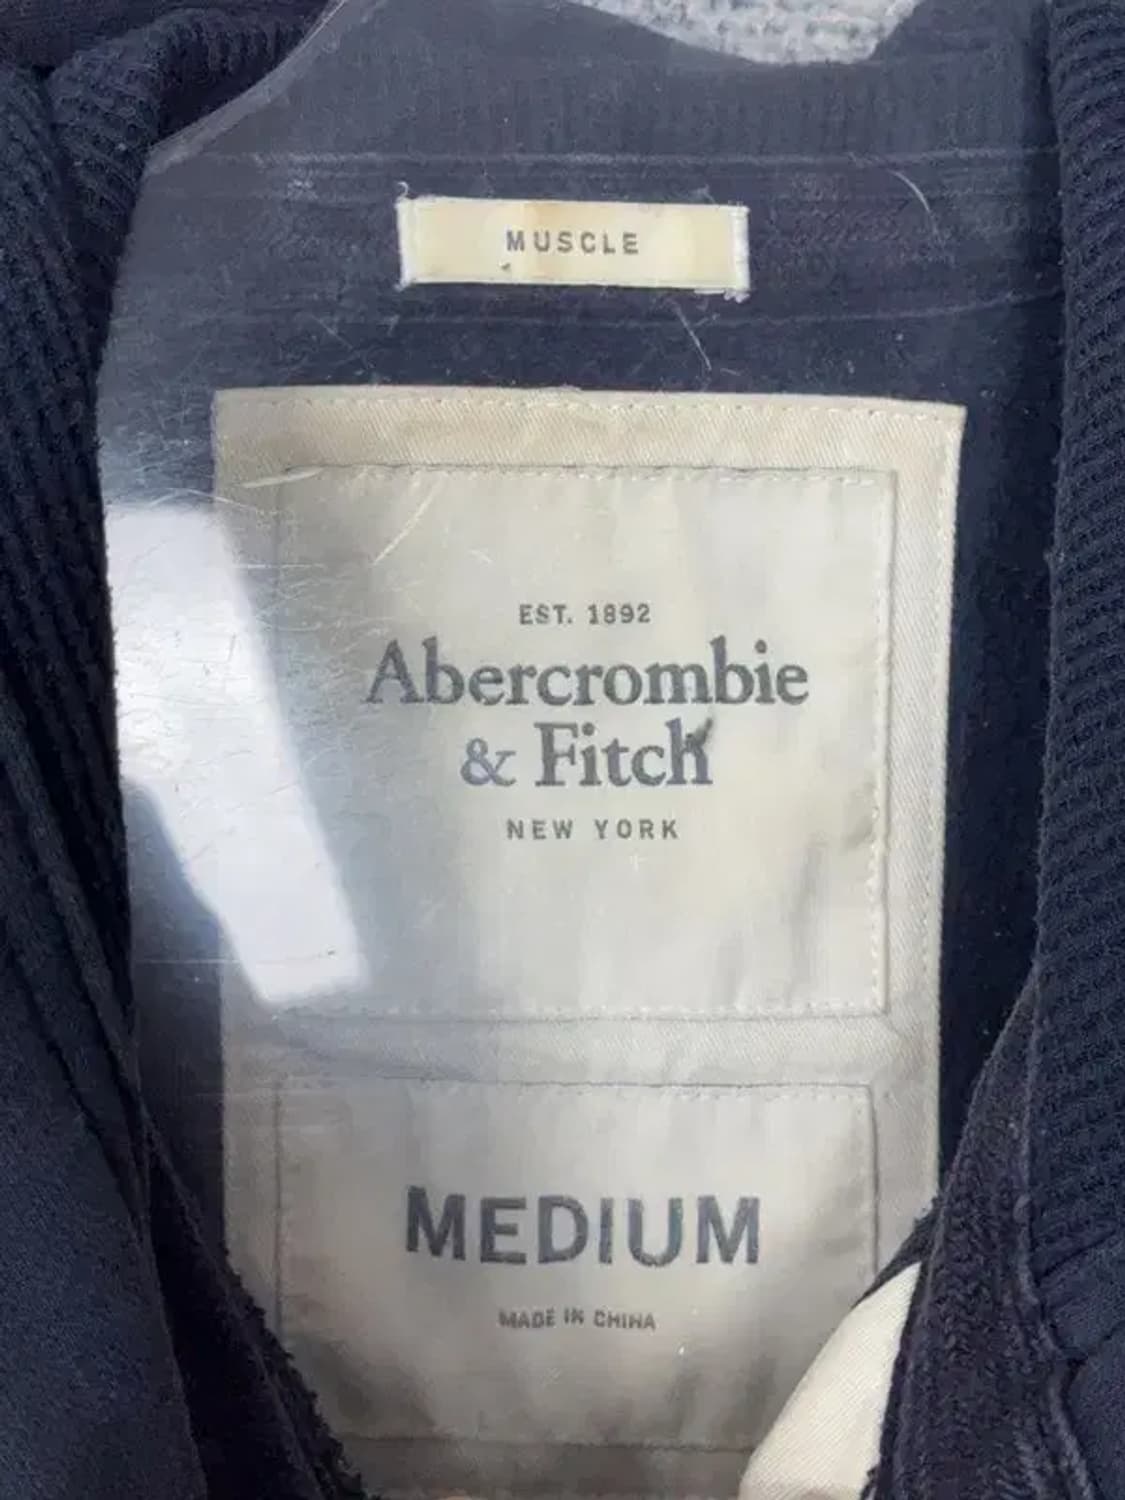 MUSCLE
EST. 1892
Abercrombie
& Fitch
NEW YORK
MEDIUM
MADE IN CHINA